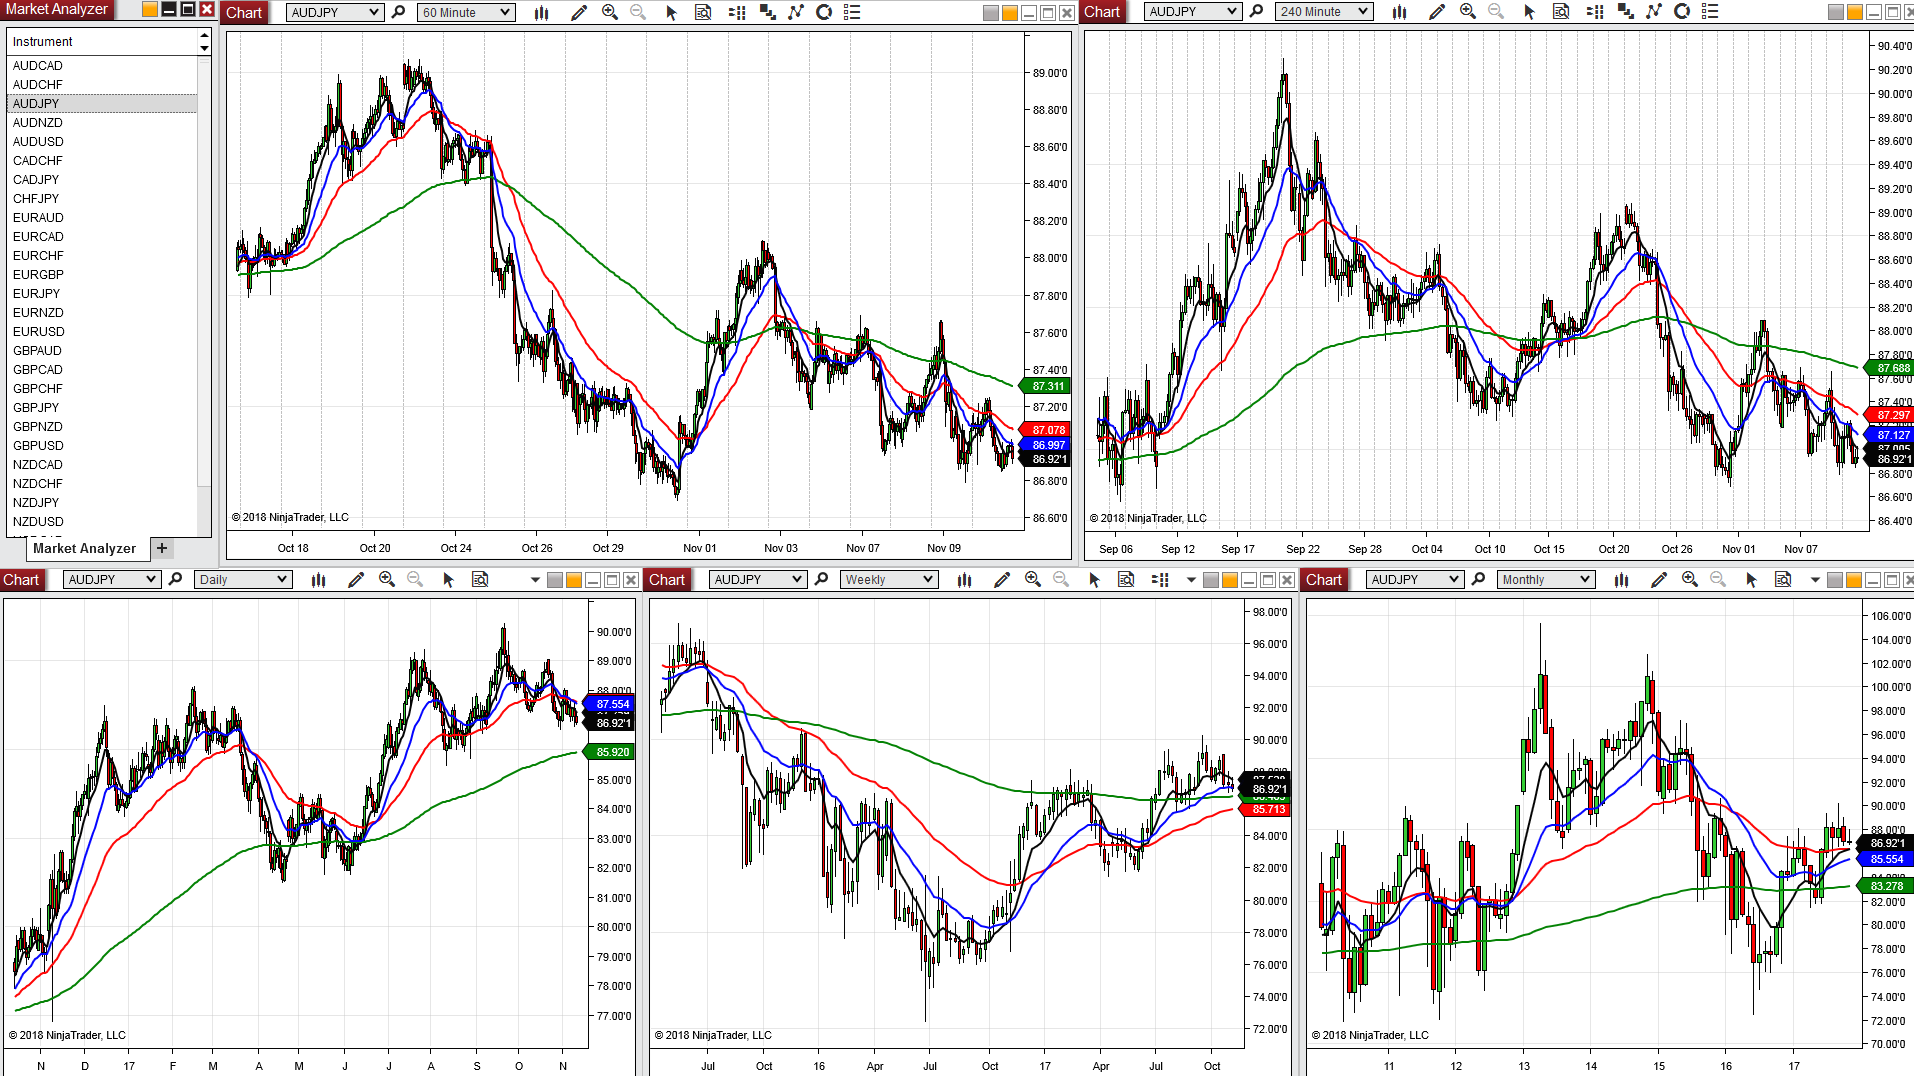 Market Analyzer
Instrument
AUDCAD
AUDCHF
AUDJPY
AUDNZD
AUDUSD
CADCHF
CADJPY
CHFJPY
EURAUD
EURCAD
EURCHF
EURGBP
EURJPY
EURNZD
EURUSD
GBPAUD
GBPCAD
GBPCHF
GBPJPY
GBPNZD
GBPUSD
NZDCAD
NZDCHF
NZDJPY
NZDUSD
Market Analyzer +
Chart AUDJPY 60 Minute
89.00'0
88.80'0
88.60'0
88.40'0
88.20'0
88.00'0
87.80'0
87.60'0
87.40'0
87.311
87.20'0
87.078
86.997
86.92'1
86.80'0
86.60'0
© 2018 NinjaTrader, LLC
Oct 18 Oct 20 Oct 24 Oct 26 Oct 29 Nov 01 Nov 03 Nov 07 Nov 09
Chart AUDJPY 240 Minute
90.40'0
90.20'0
90.00'0
89.80'0
89.60'0
89.40'0
89.20'0
89.00'0
88.80'0
88.60'0
88.40'0
88.20'0
88.00'0
87.80'0
87.688
87.60'0
87.40'0
87.297
87.127
86.92'1
86.60'0
86.40'0
© 2018 NinjaTrader, LLC
Sep 06 Sep 12 Sep 17 Sep 22 Sep 28 Oct 04 Oct 10 Oct 15 Oct 20 Oct 26 Nov 01 Nov 07
Chart AUDJPY Daily
90.00'0
89.00'0
88.00'0
87.554
86.92'1
85.920
85.00'0
84.00'0
83.00'0
82.00'0
81.00'0
80.00'0
79.00'0
78.00'0
77.00'0
© 2018 NinjaTrader, LLC
N D 17 F M A M J J A S O N
Chart AUDJPY Weekly
98.00'0
96.00'0
94.00'0
92.00'0
90.00'0
86.92'1
85.713
84.00'0
82.00'0
80.00'0
78.00'0
76.00'0
74.00'0
72.00'0
© 2018 NinjaTrader, LLC
Jul Oct 16 Apr Jul Oct 17 Apr Jul Oct
Chart AUDJPY Monthly
106.00'0
104.00'0
102.00'0
100.00'0
98.00'0
96.00'0
94.00'0
92.00'0
90.00'0
88.00'0
86.92'1
85.554
83.278
82.00'0
80.00'0
78.00'0
76.00'0
74.00'0
72.00'0
70.00'0
© 2018 NinjaTrader, LLC
11 12 13 14 15 16 17